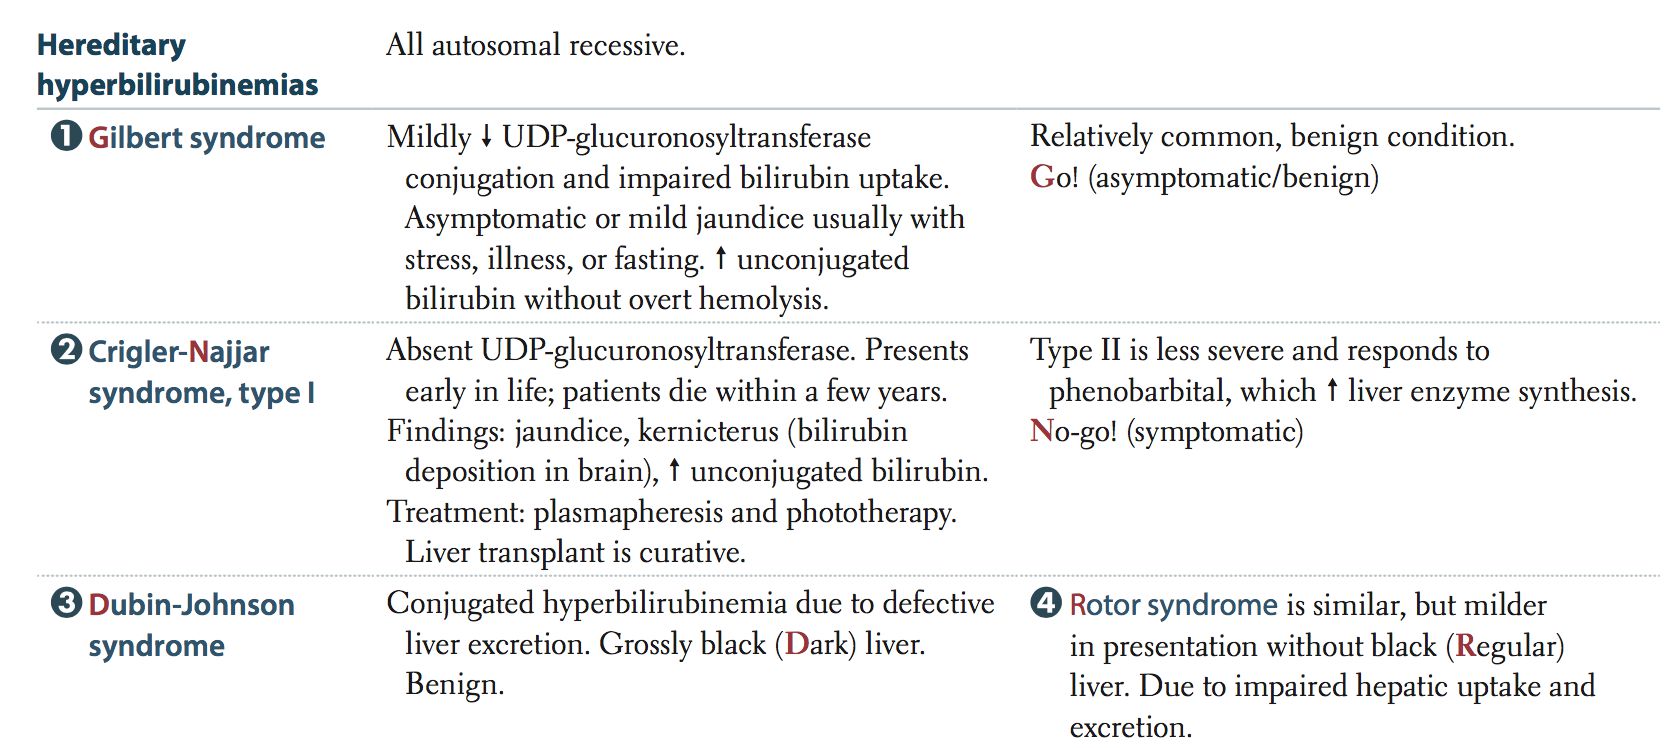 Hereditary
hyperbilirubinemias
All autosomal recessive.
❶ Gilbert syndrome
Mildly ↓ UDP-glucuronosyltransferase
conjugation and impaired bilirubin uptake.
Asymptomatic or mild jaundice usually with
stress, illness, or fasting. ↑ unconjugated
bilirubin without overt hemolysis.
Relatively common, benign condition.
Go! (asymptomatic/benign)
❷ Crigler-Najjar
syndrome, type I
Absent UDP-glucuronosyltransferase. Presents
early in life; patients die within a few years.
Findings: jaundice, kernicterus (bilirubin
deposition in brain), ↑ unconjugated bilirubin.
Treatment: plasmapheresis and phototherapy.
Liver transplant is curative.
Type II is less severe and responds to
phenobarbital, which ↑ liver enzyme synthesis.
No-go! (symptomatic)
❸ Dubin-Johnson
syndrome
Conjugated hyperbilirubinemia due to defective
liver excretion. Grossly black (Dark) liver.
Benign.
❹ Rotor syndrome is similar, but milder
in presentation without black (Regular)
liver. Due to impaired hepatic uptake and
excretion.